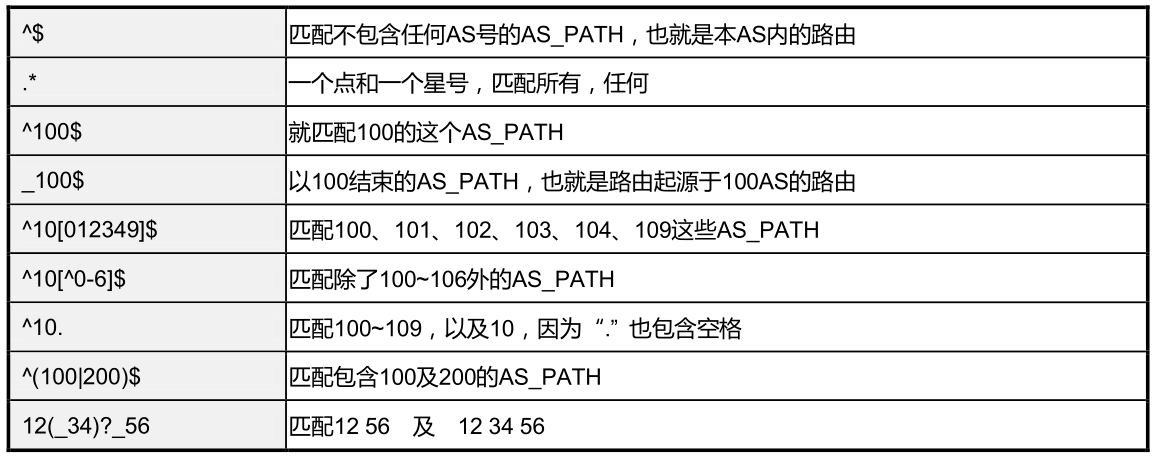 ^$ 匹配不包含任何AS号的AS_PATH，也就是本AS内的路由
.* 一个点和一个星号，匹配所有，任何
^100$ 就匹配100的这个AS_PATH
_100$ 以100结束的AS_PATH，也就是路由起源于100AS的路由
^10[012349]$ 匹配100、101、102、103、104、109这些AS_PATH
^10[^0-6]$ 匹配除了100~106外的AS_PATH
^10. 匹配100~109，以及10，因为“.”也包含空格
^(100|200)$ 匹配包含100及200的AS_PATH
12(_34)?_56 匹配12 56 及 12 34 56